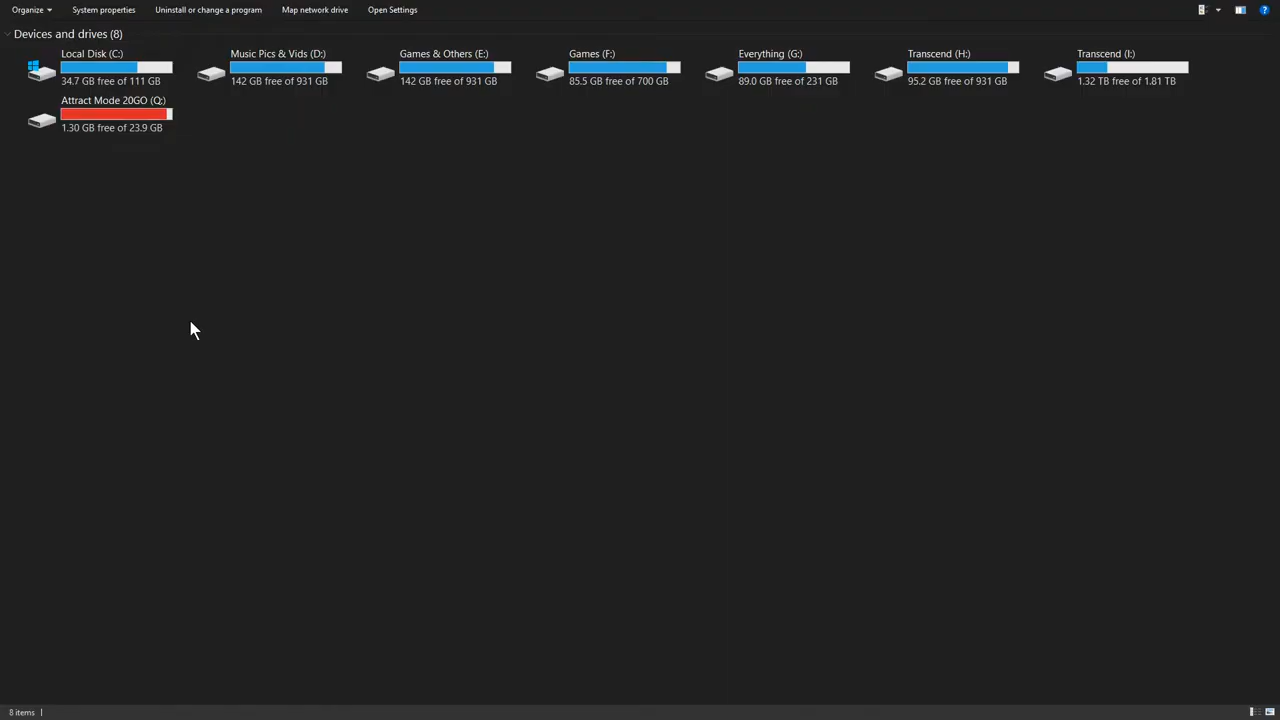 Organize
System properties
Uninstall or change a program
Map network drive
Open Settings
Devices and drives (8)
Local Disk (C:)
34.7 GB free of 111 GB
Music Pics & Vids (D:)
142 GB free of 931 GB
Games & Others (E:)
142 GB free of 931 GB
Games (F:)
85.5 GB free of 700 GB
Everything (G:)
89.0 GB free of 231 GB
Transcend (H:)
95.2 GB free of 931 GB
Transcend (I:)
1.32 TB free of 1.81 TB
Attract Mode 20GO (Q:)
1.30 GB free of 23.9 GB
8 items